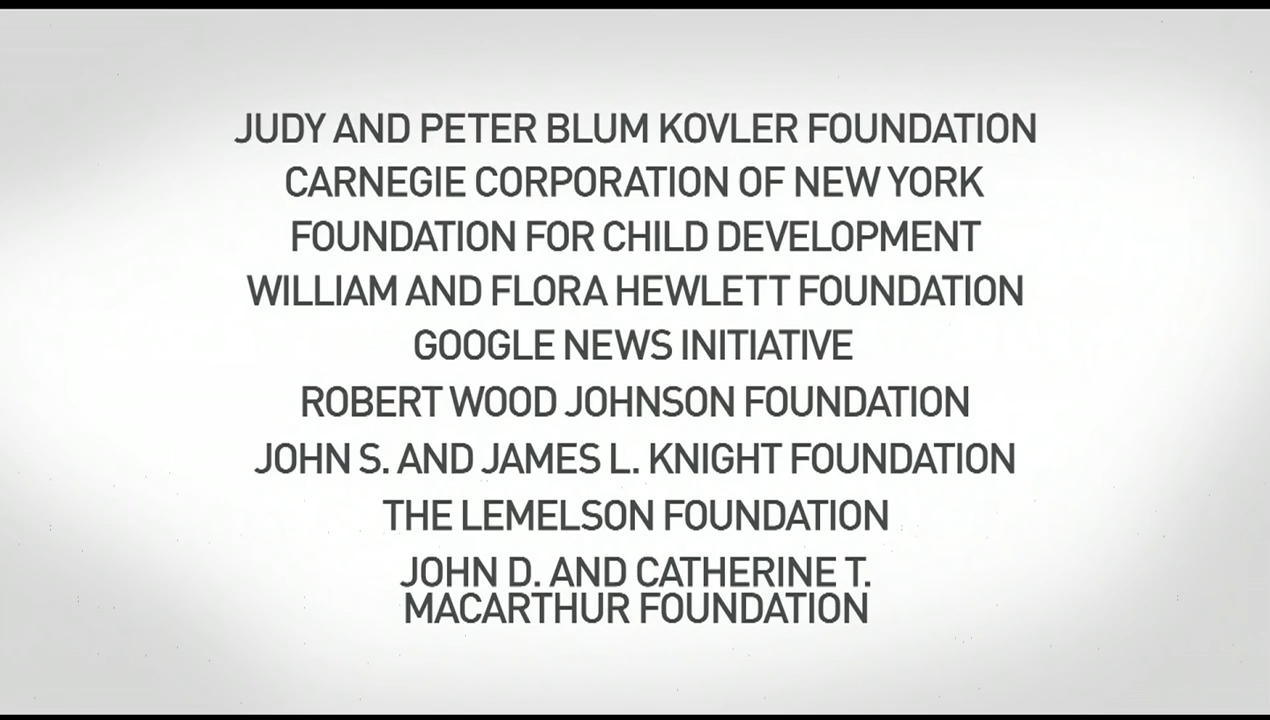 JUDY AND PETER BLUM KOVLER FOUNDATION
CARNEGIE CORPORATION OF NEW YORK
FOUNDATION FOR CHILD DEVELOPMENT
WILLIAM AND FLORA HEWLETT FOUNDATION
GOOGLE NEWS INITIATIVE
ROBERT WOOD JOHNSON FOUNDATION
JOHN S. AND JAMES L. KNIGHT FOUNDATION
THE LEMELSON FOUNDATION
JOHN D. AND CATHERINE T.
MACARTHUR FOUNDATION